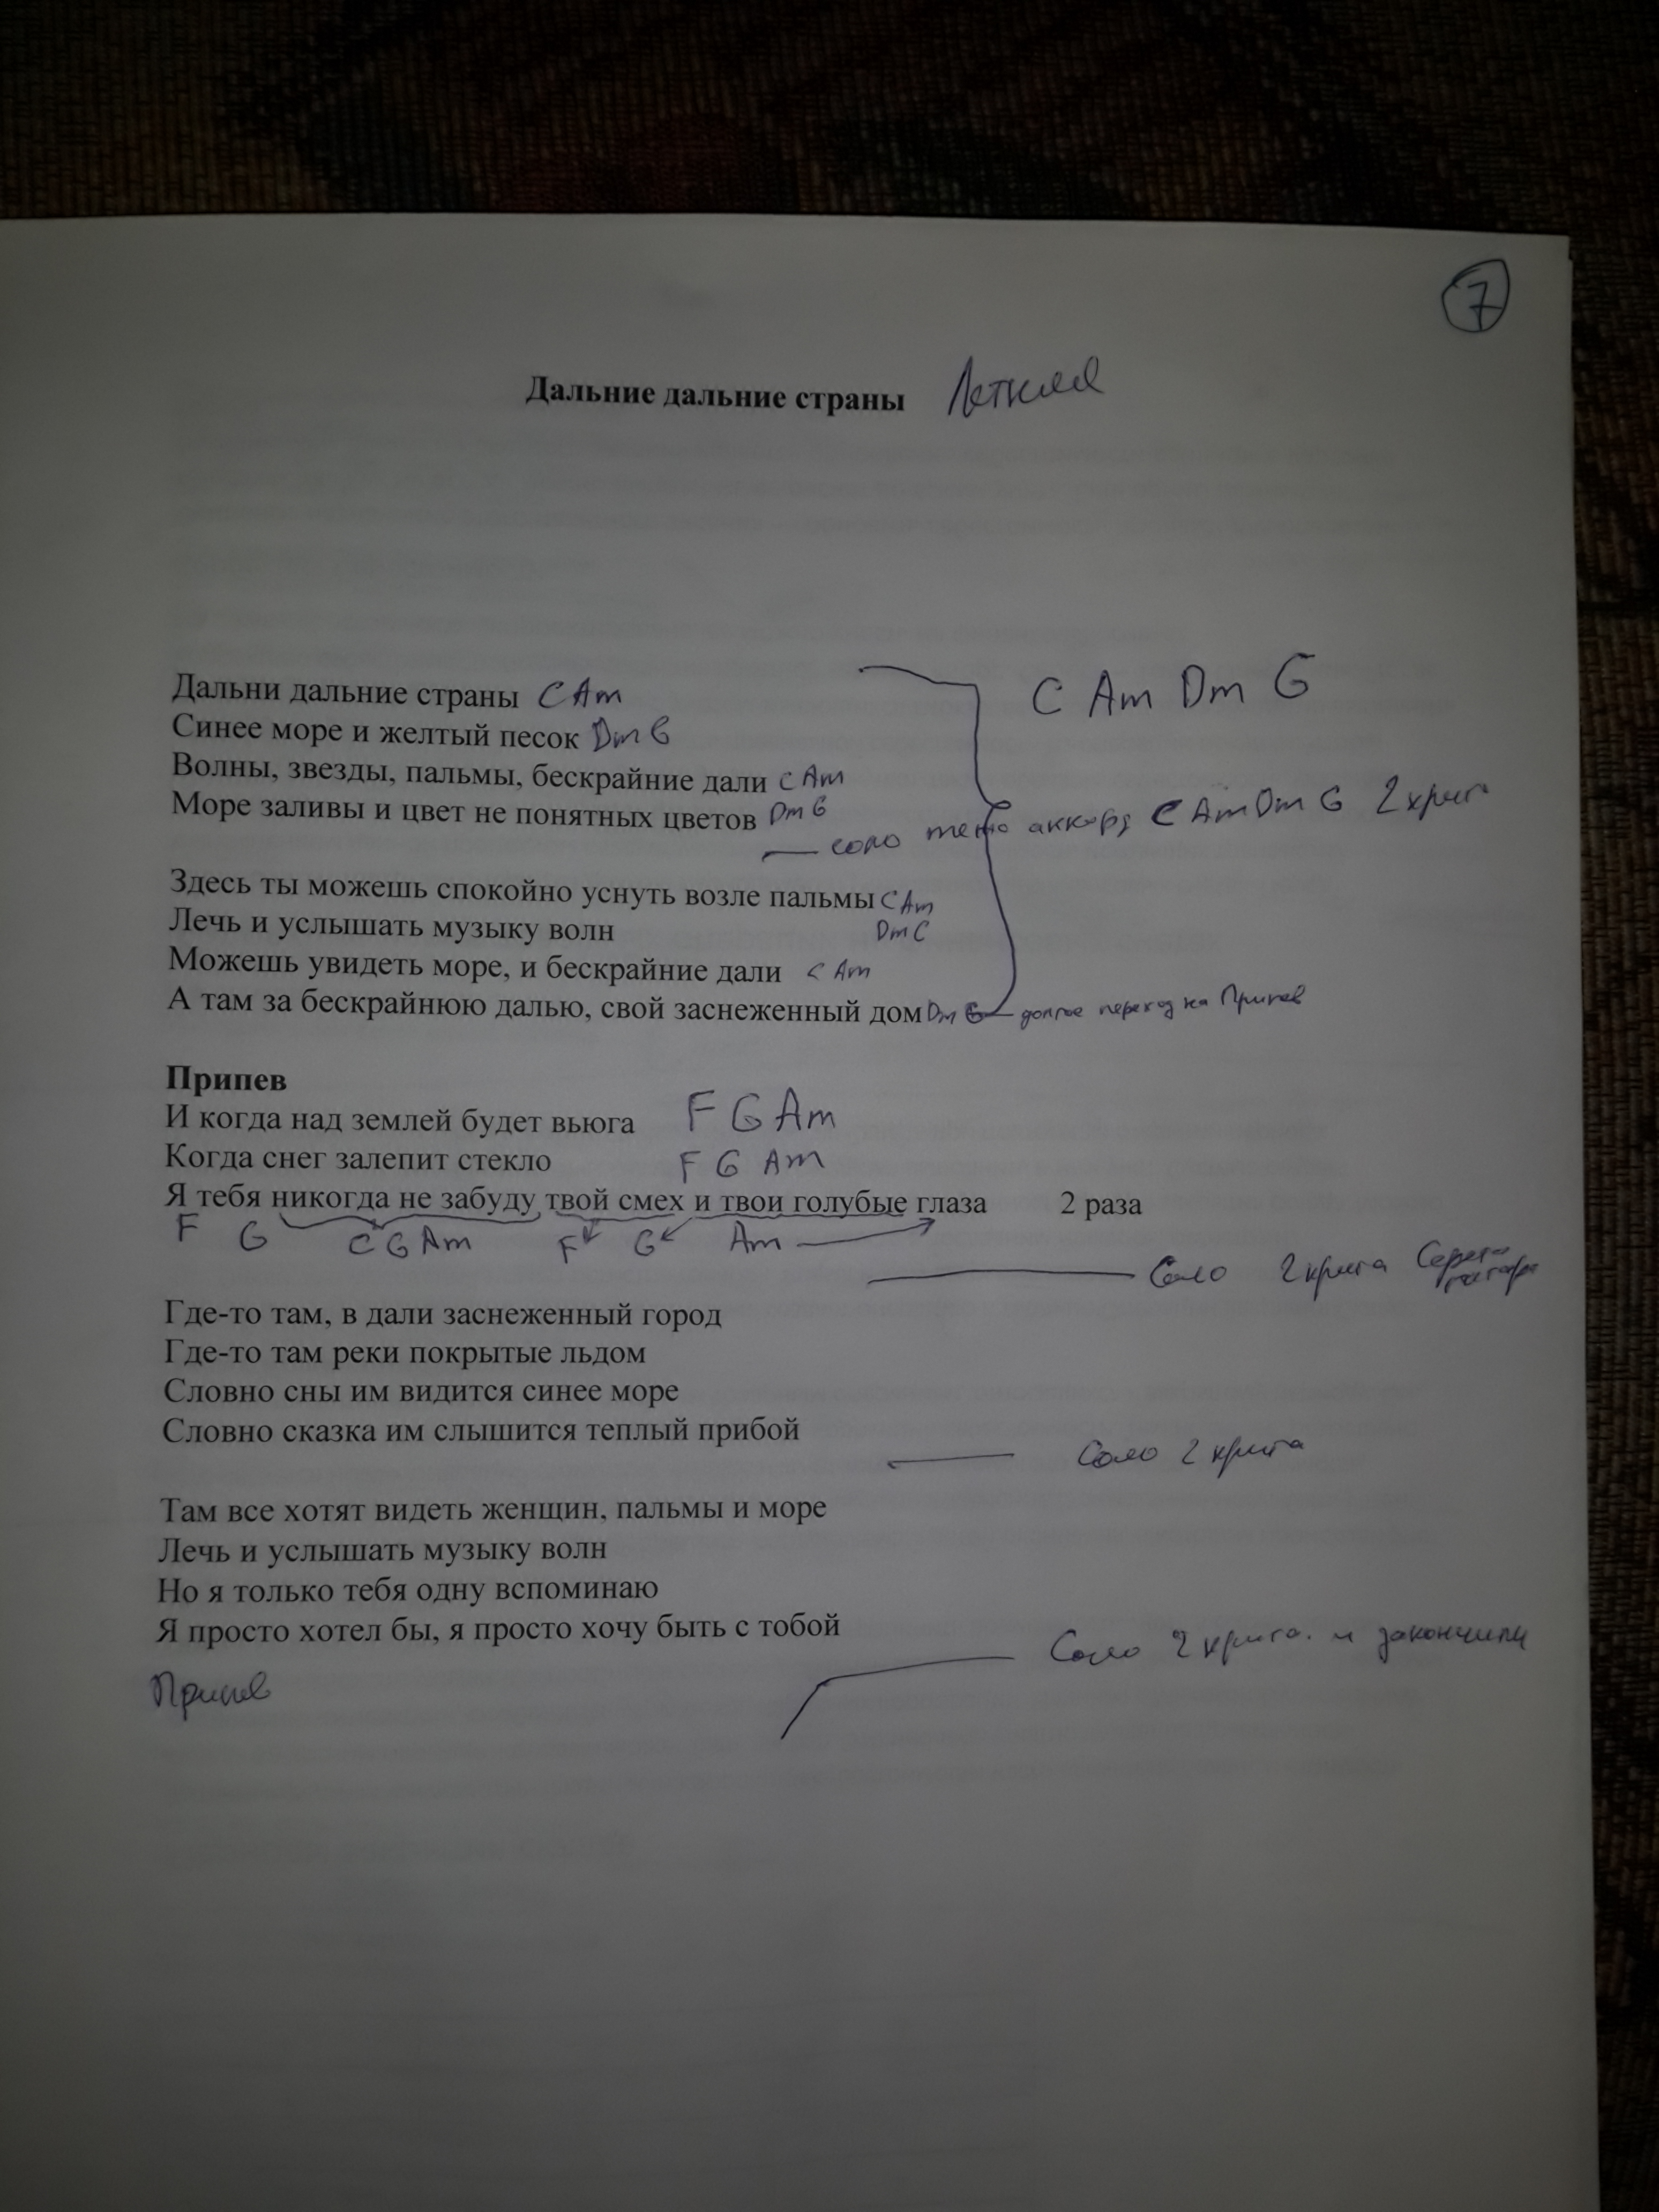 7
Дальние дальние страны Летняя
Дальни дальние страны C Am
C Am Dm G
Синее море и желтый песок Dm G
Волны, звезды, пальмы, бескрайние дали C Am
Море заливы и цвет не понятных цветов Dm G
соло аккорд C Am Dm G 2
Здесь ты можешь спокойно уснуть возле пальмы C Am
Лечь и услышать музыку волн Dm C
Можешь увидеть море, и бескрайние дали C Am
А там за бескрайнюю далью, свой заснеженный дом Dm G долгое переход на Припев
Припев
И когда над землей будет вьюга F G Am
Когда снег залепит стекло F G Am
Я тебя никогда не забуду твой смех и твои голубые глаза 2 раза
F G C G Am F G Am
Соло 2 круга
Где-то там, в дали заснеженный город
Где-то там реки покрытые льдом
Словно сны им видится синее море
Словно сказка им слышится теплый прибой
Соло 2 круга
Там все хотят видеть женщин, пальмы и море
Лечь и услышать музыку волн
Но я только тебя одну вспоминаю
Я просто хотел бы, я просто хочу быть с тобой
Соло 2 круга. и закончили
Припев